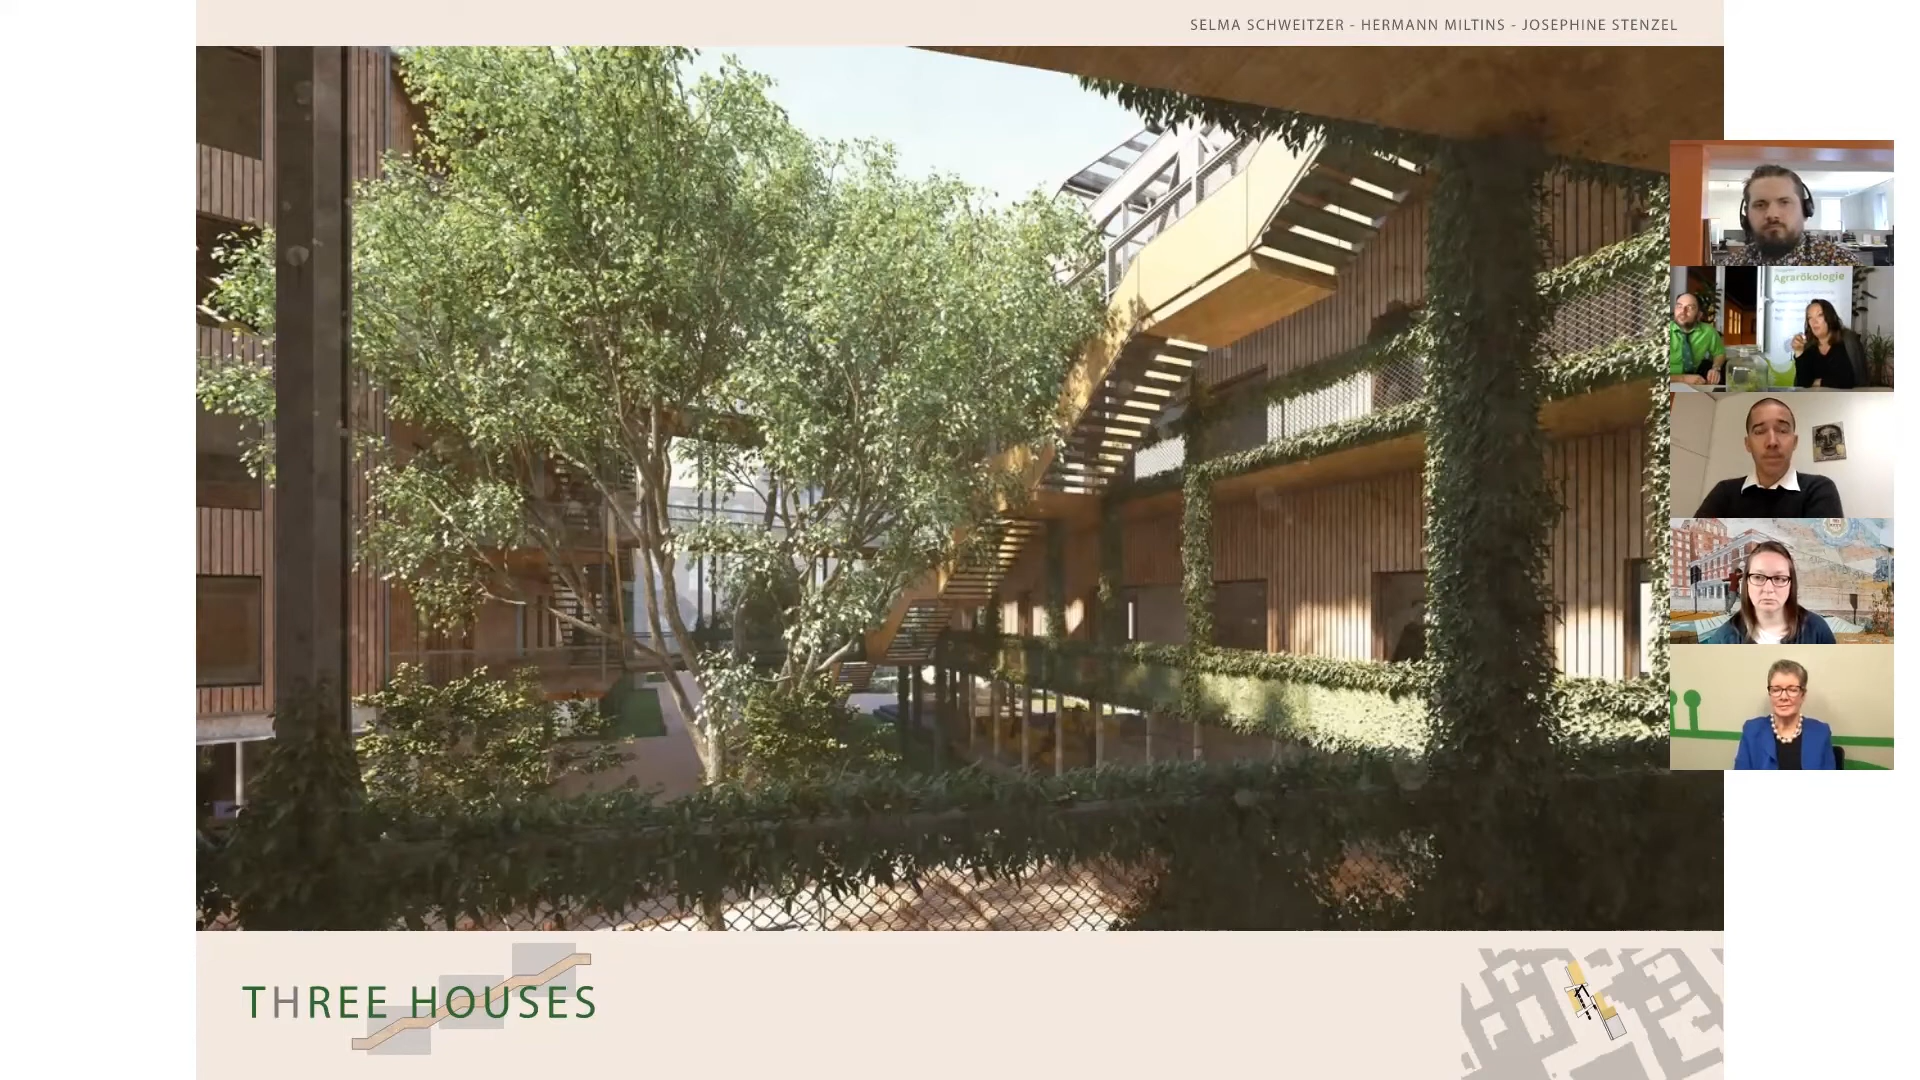 SELMA SCHWEITZER - HERMANN MILTINS - JOSEPHINE STENZEL
Agrarökologie
THREE HOUSES